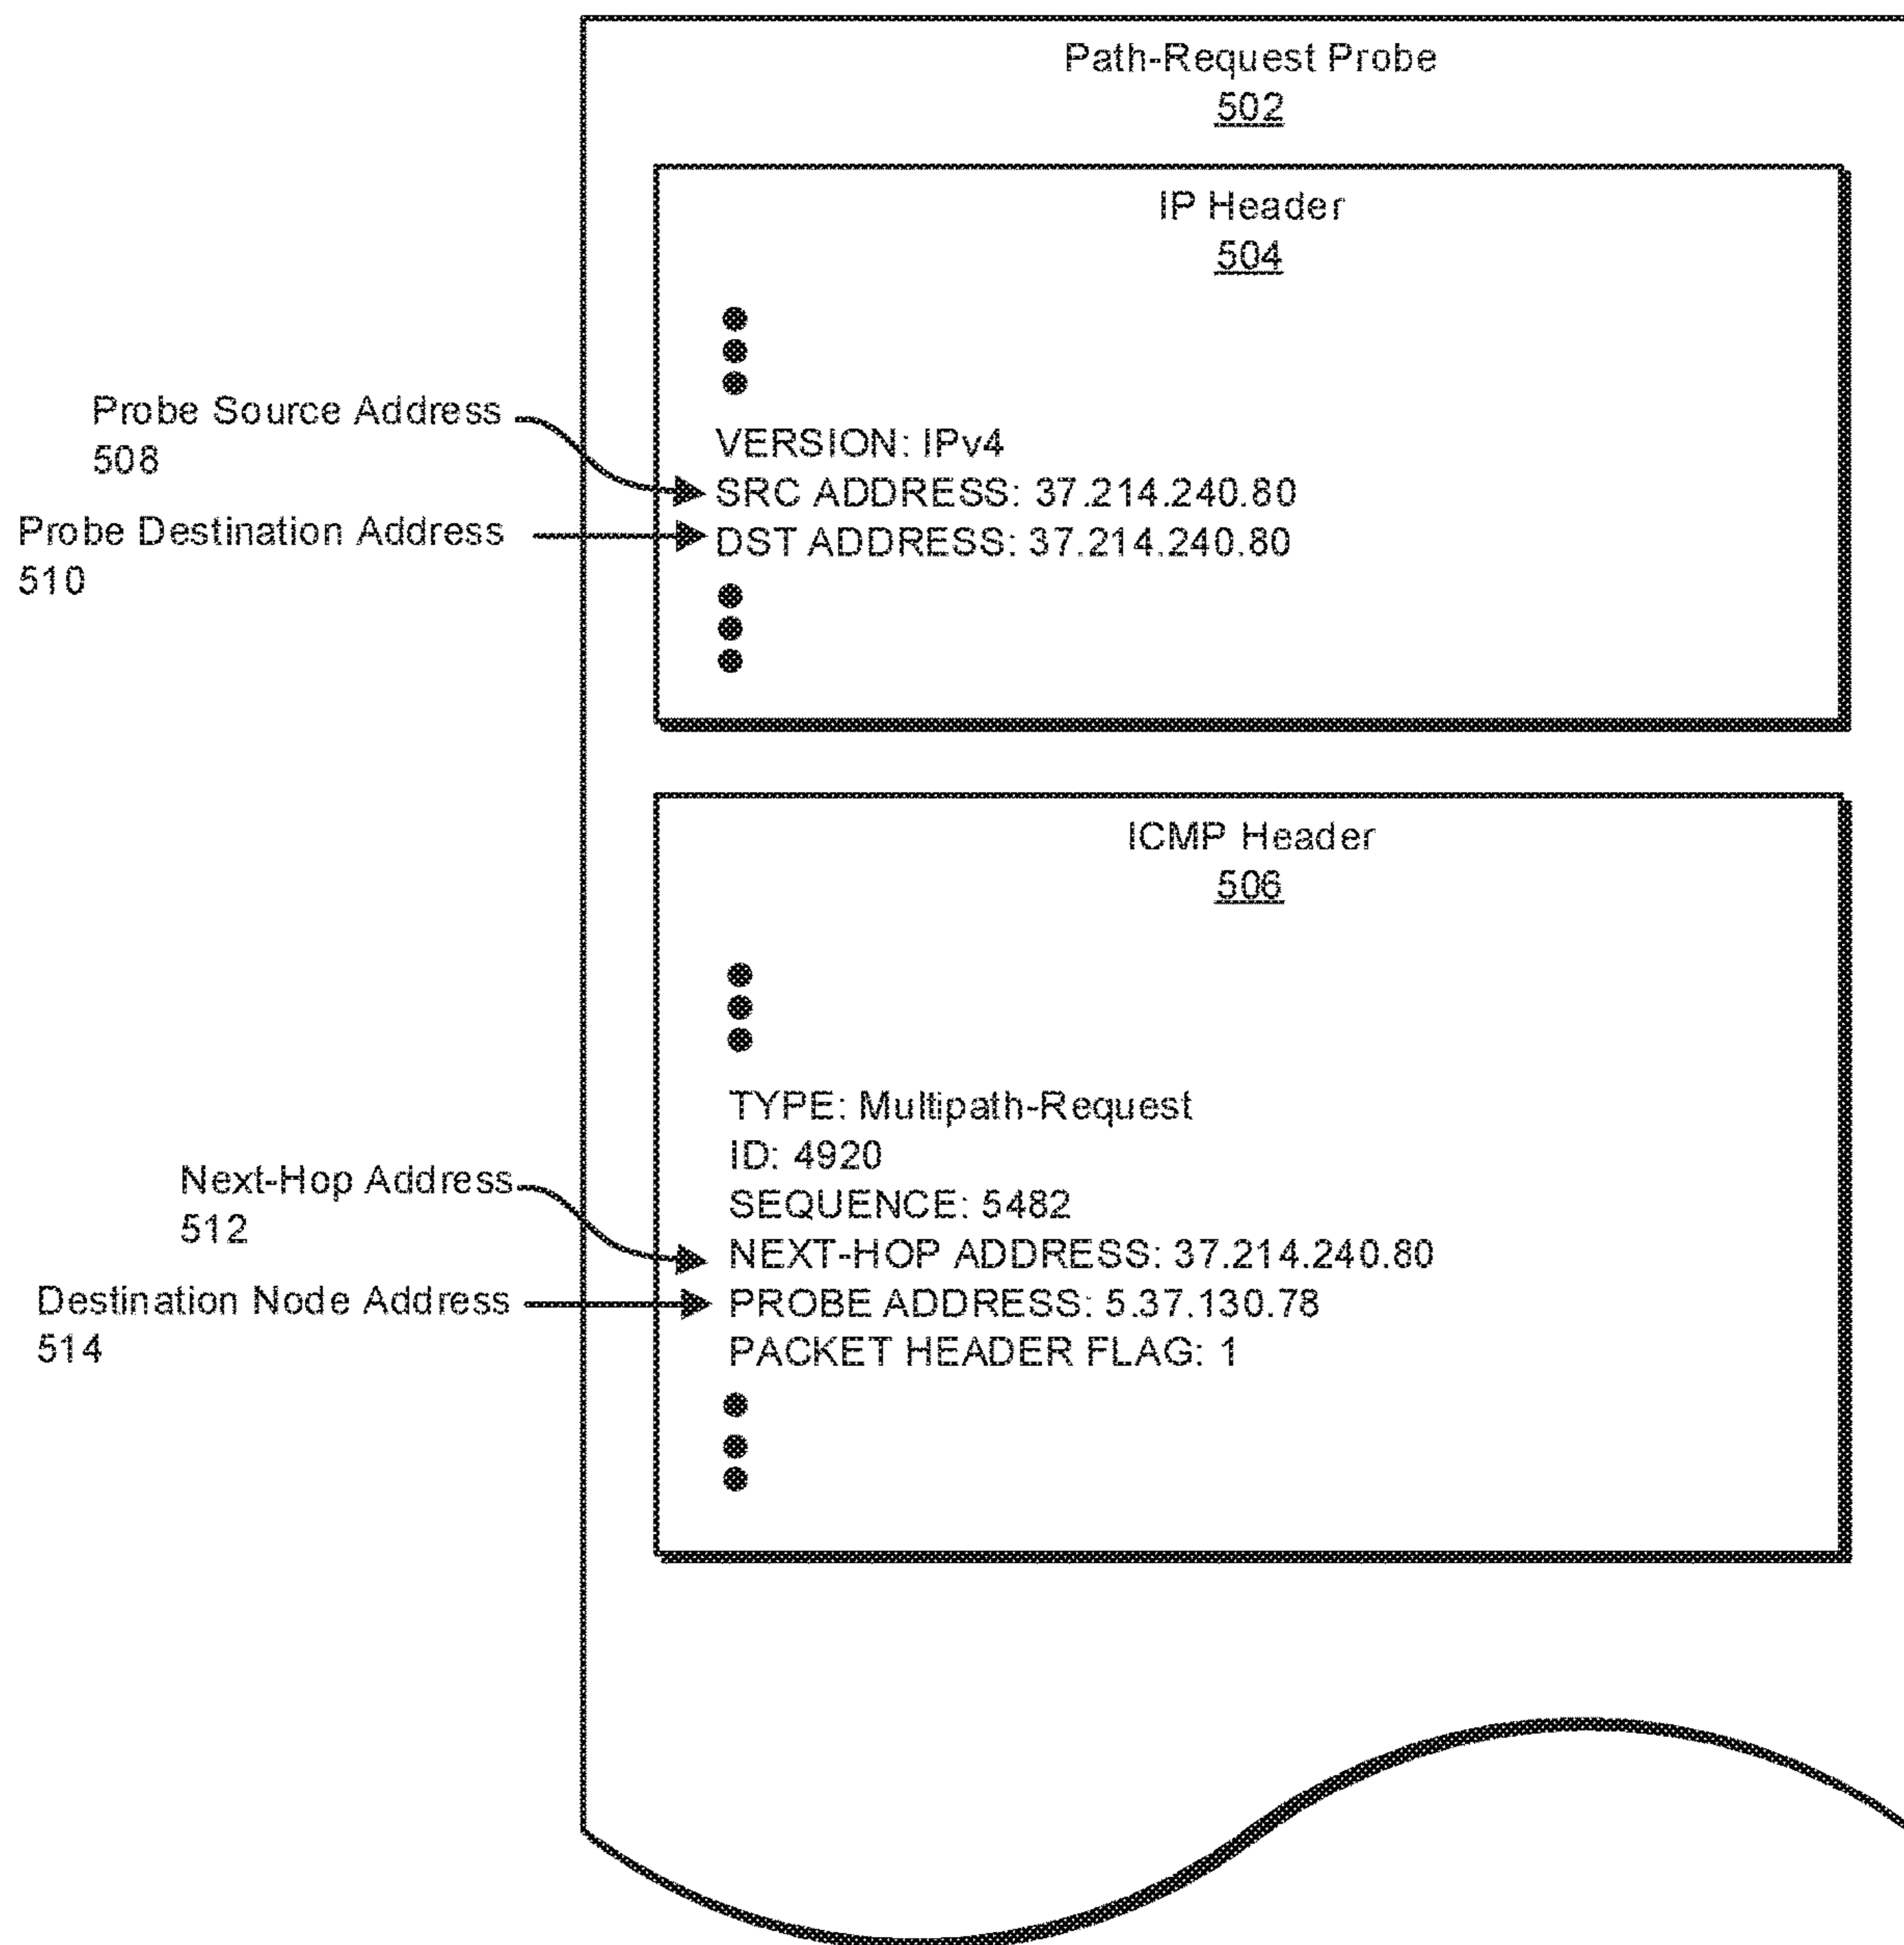 Path-Request Probe
502
IP Header
504
Probe Source Address
508
Probe Destination Address
510
VERSION: IPv4
SRC ADDRESS: 37.214.240.80
DST ADDRESS: 37.214.240.80
ICMP Header
506
Next-Hop Address
512
Destination Node Address
514
TYPE: Multipath-Request
ID: 4920
SEQUENCE: 5482
NEXT-HOP ADDRESS: 37.214.240.80
PROBE ADDRESS: 5.37.130.78
PACKET HEADER FLAG: 1